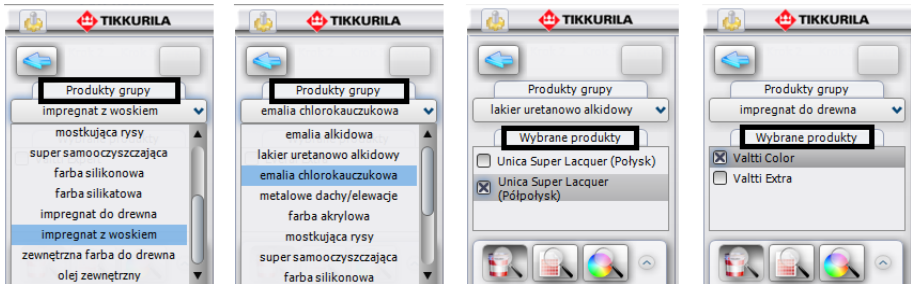 TIKKURILA
Produkty grupy
impregnat z woskiem
mostkująca rysy
super samooczyszczająca
farba silikonowa
farba silikatowa
impregnat do drewna
impregnat z woskiem
zewnętrzna farba do drewna
olej zewnętrzny
TIKKURILA
Produkty grupy
emalia chlorokauczukowa
emalia alkidowa
lakier uretanowo alkidowy
emalia chlorokauczukowa
metalowe dachy/elewacje
farba akrylowa
mostkująca rysy
super samooczyszczająca
farba silikonowa
TIKKURILA
Produkty grupy
lakier uretanowo alkidowy
Wybrane produkty
Unica Super Lacquer (Połysk)
Unica Super Lacquer
(Półpołysk)
TIKKURILA
Produkty grupy
impregnat do drewna
Wybrane produkty
Valtti Color
Valtti Extra